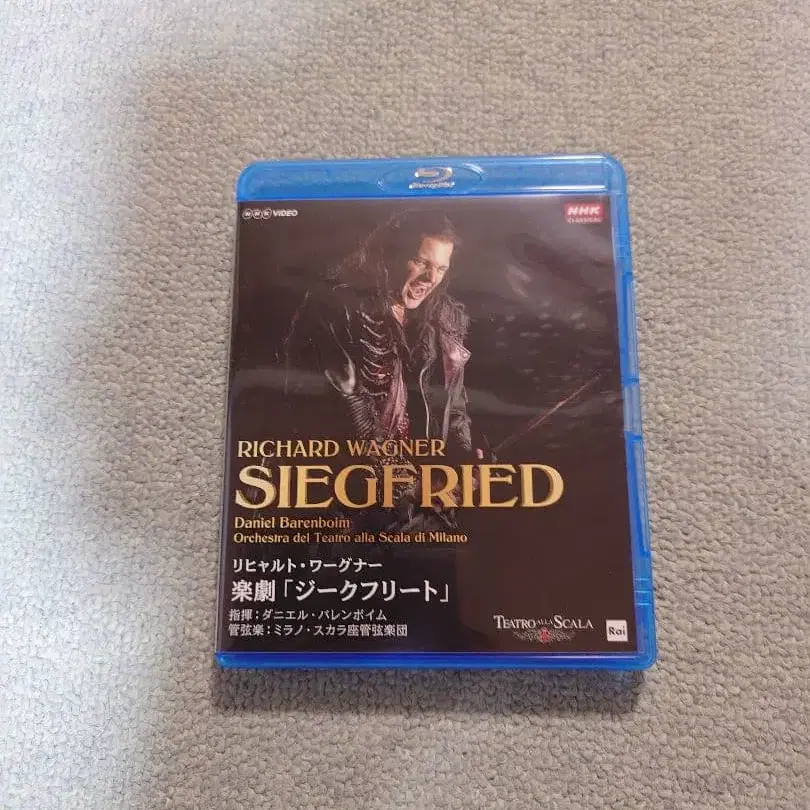 Blu-ray Disc
NHK VIDEO
NHK
CLASSICAL
RICHARD WAGNER
SIEGFRIED
Daniel Barenboim
Orchestra del Teatro alla Scala di Milano
リヒャルト・ワーグナー
楽劇「ジークフリート」
指揮:ダニエル・バレンボイム
管弦楽:ミラノ・スカラ座管弦楽団
TEATRO ALLA SCALA
Rai